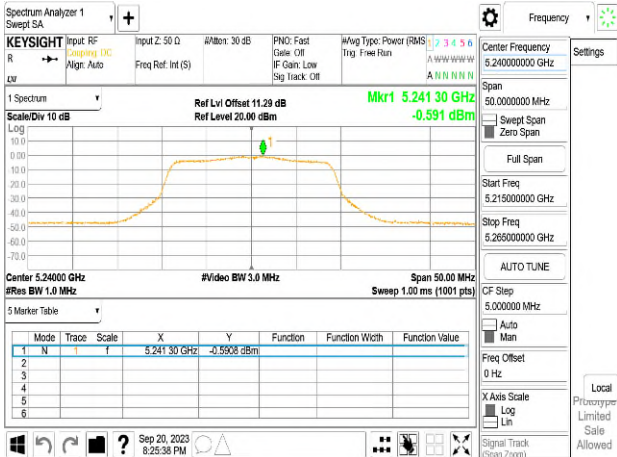 Spectrum Analyzer 1
Swept SA
+
Frequency
KEYSIGHT
R
Input: RF
Coupling: DC
Align: Auto
Input Z: 50 Ω
Freq Ref: Int (S)
#Atten: 30 dB
PNO: Fast
Gate: Off
IF Gain: Low
Sig Track: Off
#Avg Type: Power (RMS
Trig: Free Run
1 2 3 4 5 6
A W W W W W
A N N N N N
1 Spectrum
Scale/Div 10 dB
Ref Lvl Offset 11.29 dB
Ref Level 20.00 dBm
Mkr1 5.241 30 GHz
-0.591 dBm
Log
10.0
0.00
-10.0
-20.0
-30.0
-40.0
-50.0
-60.0
-70.0
1
Center 5.24000 GHz
#Res BW 1.0 MHz
#Video BW 3.0 MHz
Span 50.00 MHz
Sweep 1.00 ms (1001 pts)
5 Marker Table
Mode Trace Scale X Y Function Function Width Function Value
1 N 1 f 5.241 30 GHz -0.5908 dBm
2
3
4
5
6
Sep 20, 2023
8:25:38 PM
?
Center Frequency
5.240000000 GHz
Span
50.0000000 MHz
Swept Span
Zero Span
Full Span
Start Freq
5.215000000 GHz
Stop Freq
5.265000000 GHz
AUTO TUNE
CF Step
5.000000 MHz
Auto
Man
Freq Offset
0 Hz
X Axis Scale
Log
Lin
Signal Track
(Span Zoom)
Settings
Local
Prototype
Limited
Sale
Allowed